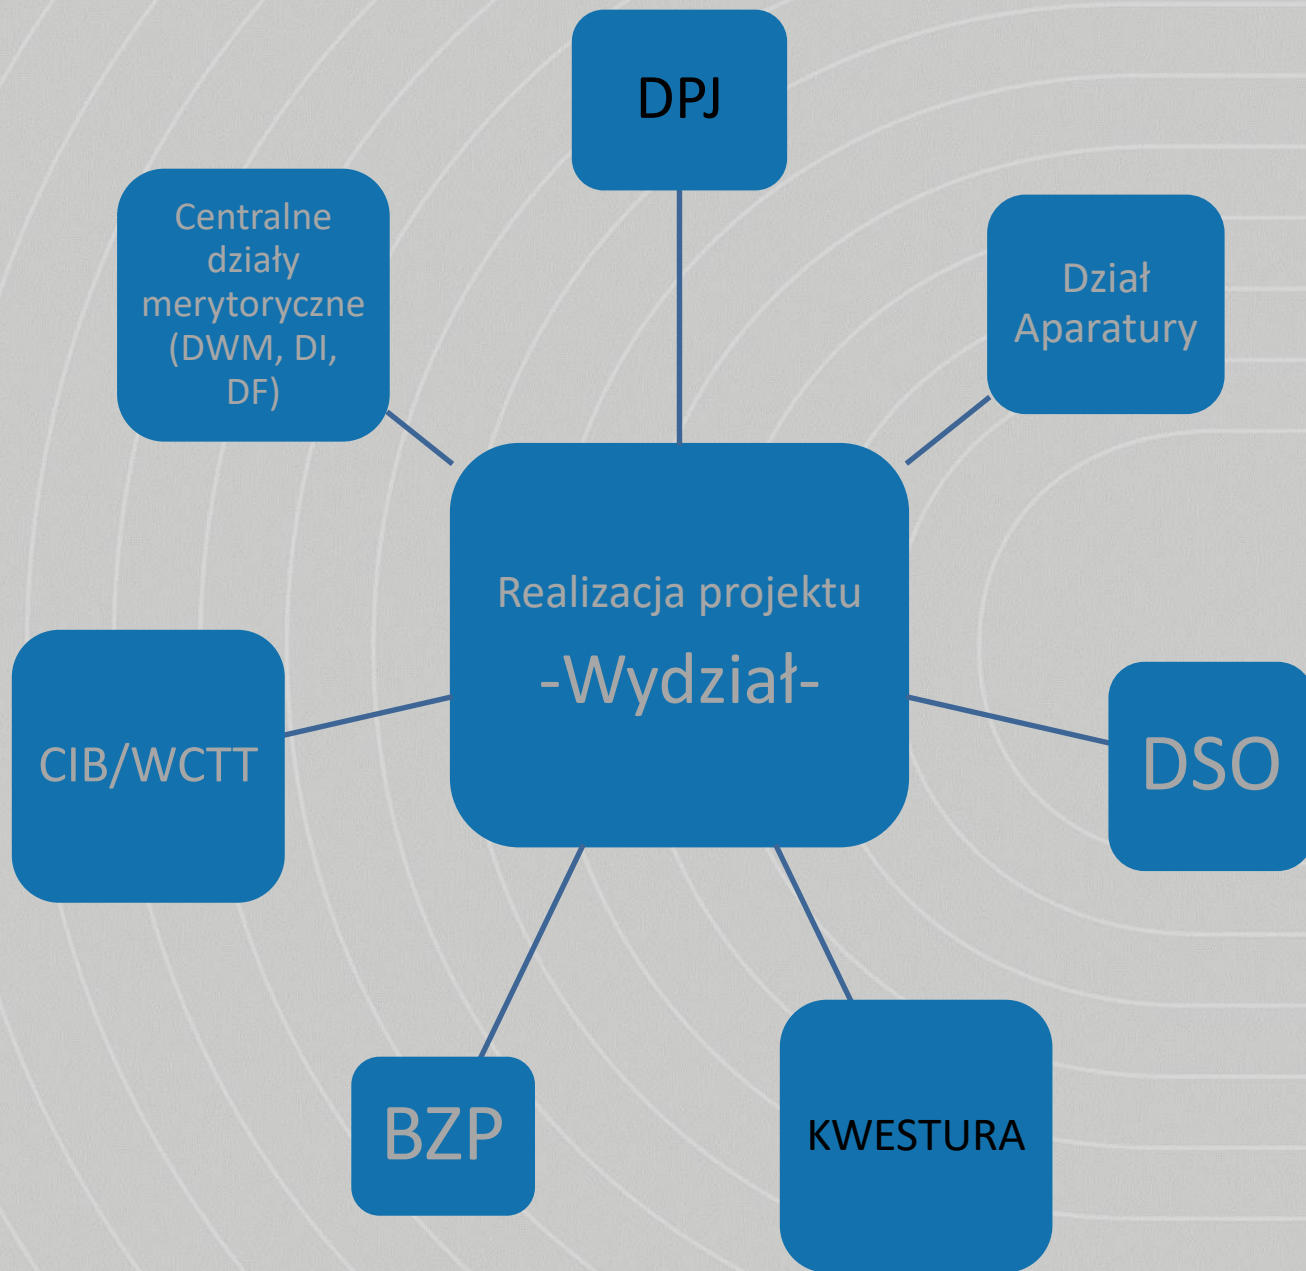 DPJ
Centralne
działy
merytoryczne
(DWM, DI,
DF)
Dział
Aparatury
Realizacja projektu
-Wydział-
CIB/WCTT
DSO
BZP
KWESTURA